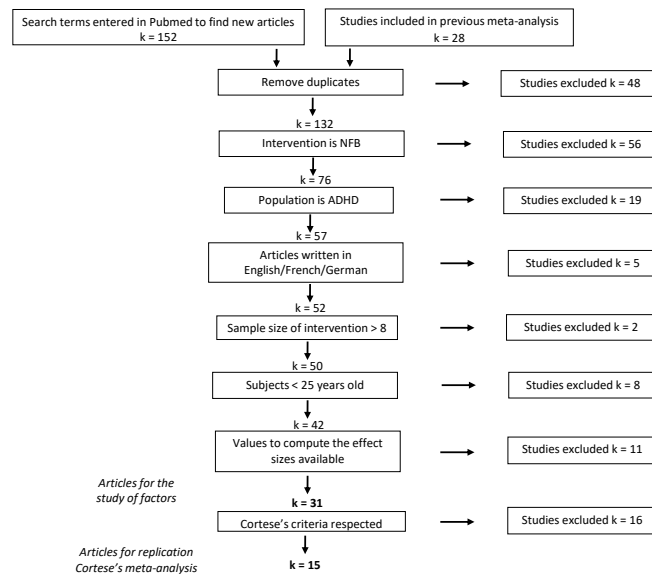 Search terms entered in Pubmed to find new articles
k = 152
Studies included in previous meta-analysis
k = 28
Remove duplicates
Studies excluded k = 48
k = 132
Intervention is NFB
Studies excluded k = 56
k = 76
Population is ADHD
Studies excluded k = 19
k = 57
Articles written in
English/French/German
Studies excluded k = 5
k = 52
Sample size of intervention > 8
Studies excluded k = 2
k = 50
Subjects < 25 years old
Studies excluded k = 8
k = 42
Values to compute the effect
sizes available
Studies excluded k = 11
Articles for the
study of factors
k = 31
Cortese's criteria respected
Studies excluded k = 16
Articles for replication
Cortese's meta-analysis
k = 15